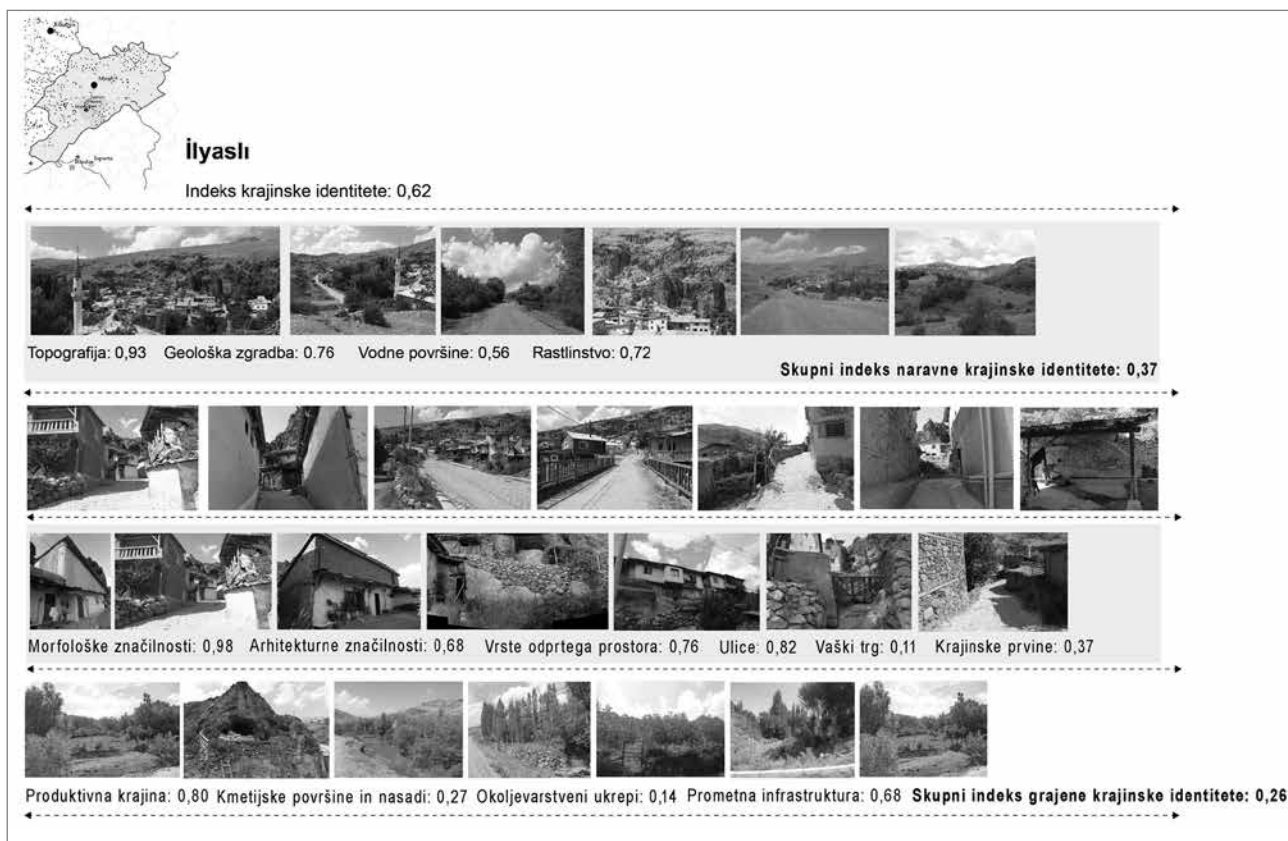 İlyaslı
Indeks krajinske identitete: 0,62
Topografija: 0,93 Geološka zgradba: 0.76 Vodne površine: 0,56 Rastlinstvo: 0,72
Skupni indeks naravne krajinske identitete: 0,37
Morfološke značilnosti: 0,98 Arhitekturne značilnosti: 0,68 Vrste odprtega prostora: 0,76 Ulice: 0,82 Vaški trg: 0,11 Krajinske prvine: 0,37
Produktivna krajina: 0,80 Kmetijske površine in nasadi: 0,27 Okoljevarstveni ukrepi: 0,14 Prometna infrastruktura: 0,68 Skupni indeks grajene krajinske identitete: 0,26